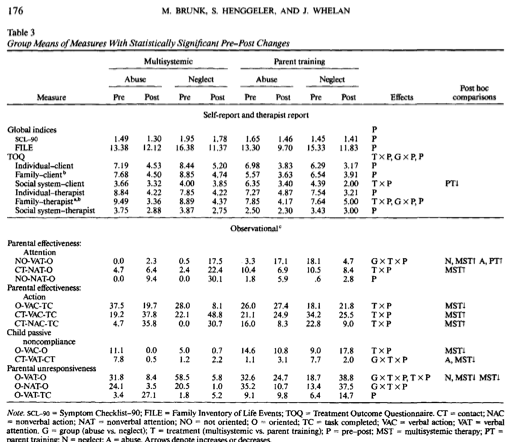 176 M. BRUNK, S. HENGGELER, AND J. WHELAN
Table 3
Group Means of Measures With Statistically Significant Pre–Post Changes
Multisystemic Parent training
Abuse Neglect Abuse Neglect
Post hoc
Measure Pre Post Pre Post Pre Post Pre Post Effects comparisons
Self-report and therapist report
Global indices P
SCL-90 1.49 1.30 1.95 1.78 1.65 1.46 1.45 1.41 P
FILE 13.38 12.12 16.38 11.37 13.30 9.70 15.33 11.83 P
TOQ T×P, G×P, P
Individual–client 7.19 4.53 8.44 5.20 6.98 3.83 6.29 3.17 P
Family–client^b 7.68 4.50 8.85 4.74 5.57 3.63 6.54 3.91 P
Social system–client 3.66 3.32 4.00 3.85 6.35 3.40 4.39 2.00 T×P PT↓
Individual–therapist 8.84 4.22 7.85 4.22 7.27 4.87 7.54 3.21 P
Family–therapist^a,b 9.49 3.36 8.89 4.37 7.85 4.17 7.64 5.00 T×P, G×P, P
Social system–therapist 3.75 2.88 3.87 2.75 2.50 2.30 3.43 3.00 P
Observational^c
Parental effectiveness:
Attention
NO-VAT-O 0.0 2.3 0.5 17.5 3.3 17.1 18.1 4.7 G×T×P N, MST↑ A, PT↑
CT-NAT-O 4.7 6.4 2.4 22.4 10.4 6.9 10.5 8.4 T×P MST↑
NO-NAT-O 0.0 9.4 0.0 30.1 1.8 5.9 .6 2.8 P
Parental effectiveness:
Action
O-VAC-TC 37.5 19.7 28.0 8.1 26.0 27.4 18.1 21.8 T×P MST↓
CT-VAC-TC 19.2 37.8 22.1 48.8 21.1 24.9 34.2 25.5 T×P MST↑
CT-NAC-TC 4.7 35.8 0.0 30.7 16.0 8.3 22.8 9.0 T×P MST↑
Child passive
noncompliance
O-VAC-O 11.1 0.0 5.0 0.7 14.6 10.8 9.0 17.8 T×P MST↓
CT-VAT-CT 7.8 0.5 1.2 2.2 1.1 3.1 7.7 2.0 G×T×P A, MST↓
Parental unresponsiveness
O-VAT-O 31.8 8.4 58.5 5.8 32.6 24.7 18.7 38.8 G×T×P, T×P N, MST↓ MST↓
O-NAT-O 24.1 3.5 20.5 1.0 35.2 10.7 13.4 37.5 G×T×P
O-VAT-TC 3.4 27.1 1.8 5.2 9.1 9.8 6.4 14.7 P
Note. SCL-90 = Symptom Checklist–90; FILE = Family Inventory of Life Events; TOQ = Treatment Outcome Questionnaire. CT = contact; NAC
= nonverbal action; NAT = nonverbal attention; NO = not oriented; O = oriented; TC = task completed; VAC = verbal action; VAT = verbal
attention. G = group (abuse vs. neglect); T = treatment (multisystemic vs. parent training); P = pre–post; MST = multisystemic therapy; PT =
parent training; N = neglect; A = abuse. Arrows denote increases or decreases.